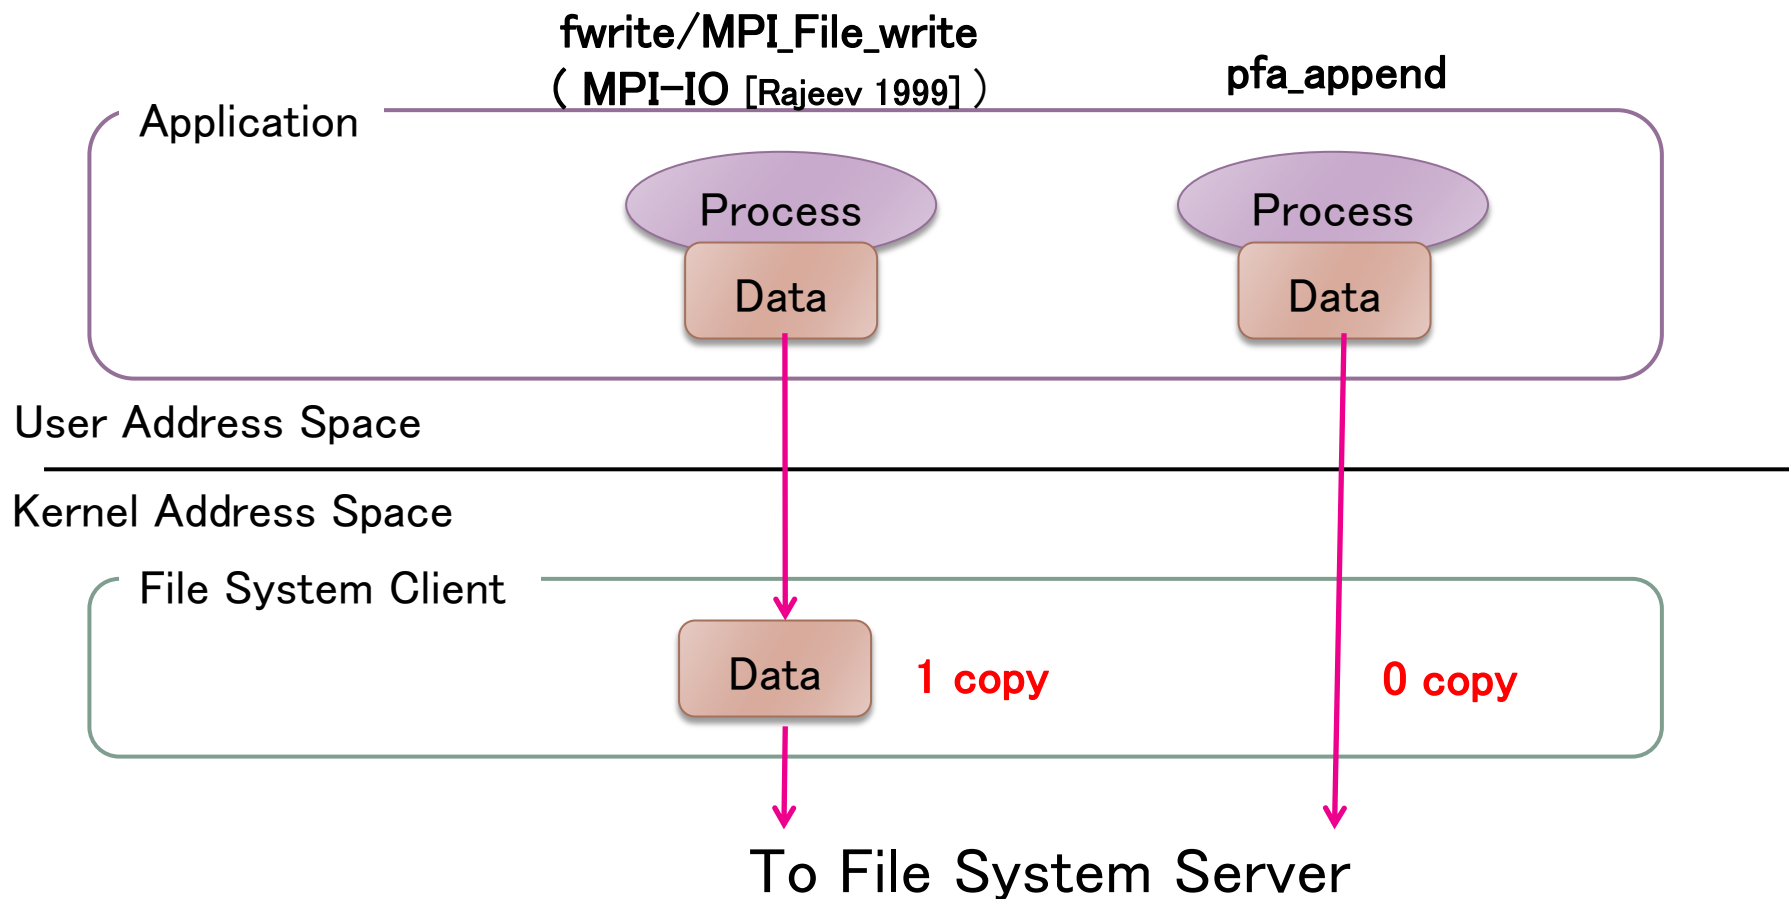 fwrite/MPI_File_write
( MPI-IO [Rajeev 1999] )
pfa_append
Application
Process
Process
Data
Data
User Address Space
Kernel Address Space
File System Client
Data
1 copy
0 copy
To File System Server